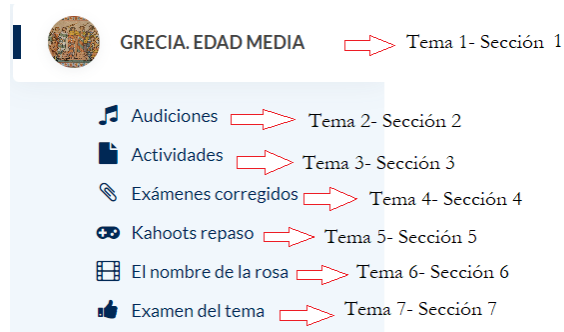 GRECIA. EDAD MEDIA Tema 1- Sección 1
Audiciones Tema 2- Sección 2
Actividades Tema 3- Sección 3
Exámenes corregidos Tema 4- Sección 4
Kahoots repaso Tema 5- Sección 5
El nombre de la rosa Tema 6- Sección 6
Examen del tema Tema 7- Sección 7